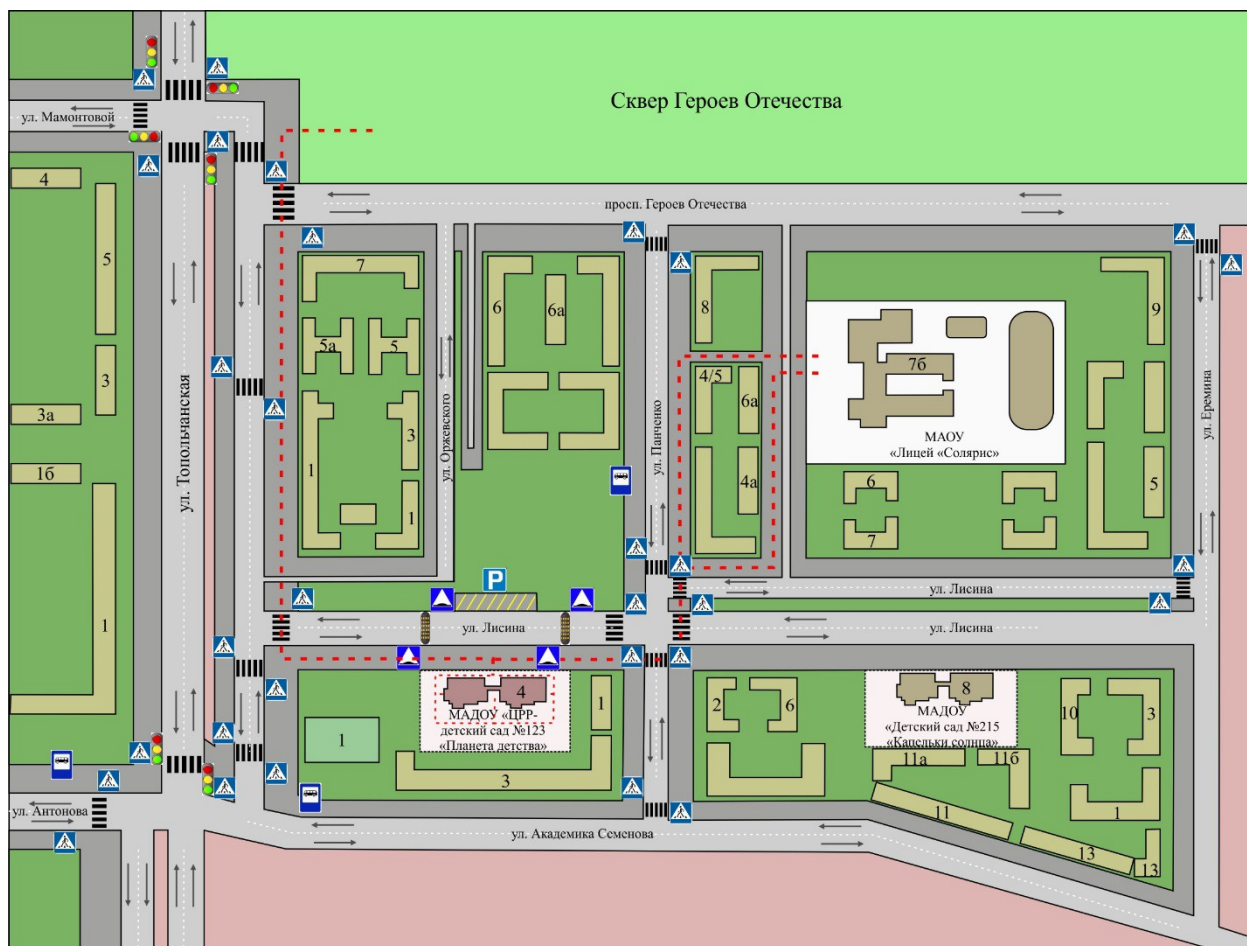 Сквер Героев Отечества
ул. Мамонтовой
просп. Героев Отечества
4
5
3
3а
1б
1
ул. Топольчанская
7
5а
5
1
3
1
ул. Оржевского
6
6а
ул. Панченко
8
4/5
6а
4а
7б
МАОУ
«Лицей «Солярис»
6
7
9
5
ул. Еремина
P
ул. Лисина
ул. Лисина
ул. Лисина
4
МАДОУ «ЦРР-
детский сад №123
«Планета детства»
1
1
3
2
6
8
МАДОУ
«Детский сад №215
«Капельки солнца»
10
3
11а
11б
11
1
13
13
ул. Антонова
ул. Академика Семенова